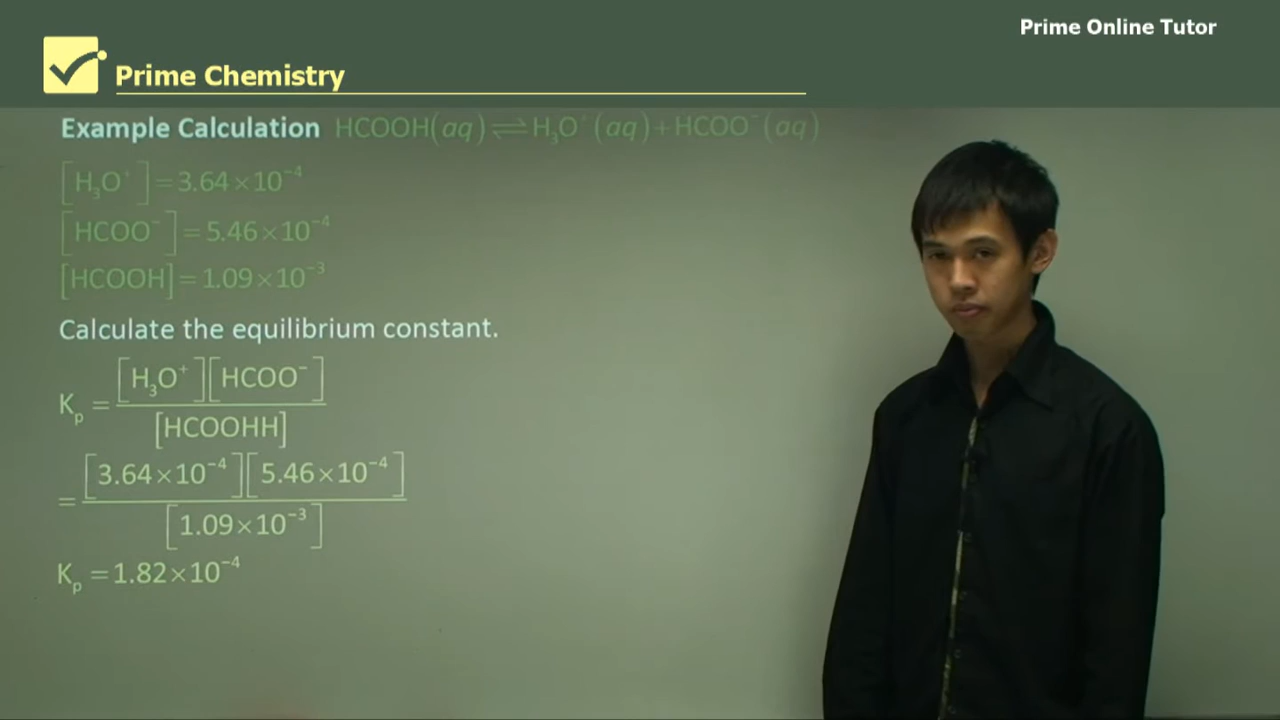 Prime Online Tutor
Prime Chemistry
Example Calculation HCOOH(aq)⇌H₃O⁺(aq)+HCOO⁻(aq)
[H₃O⁺]=3.64×10⁻⁴
[HCOO⁻]=5.46×10⁻⁴
[HCOOH]=1.09×10⁻³
Calculate the equilibrium constant.
[H₃O⁺][HCOO⁻]
Kₚ =
[HCOOHH]
[3.64×10⁻⁴][5.46×10⁻⁴]
=
[1.09×10⁻³]
Kₚ =1.82×10⁻⁴